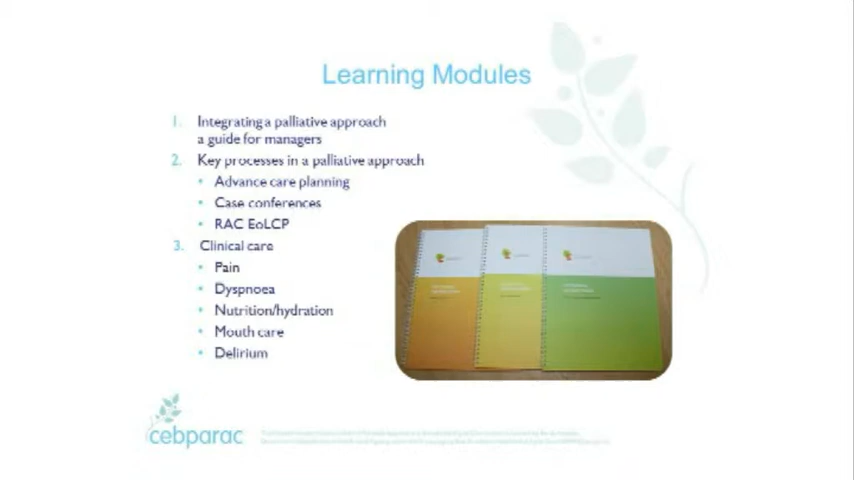 Learning Modules
1. Integrating a palliative approach
a guide for managers
2. Key processes in a palliative approach
• Advance care planning
• Case conferences
• RAC EoLCP
3. Clinical care
• Pain
• Dyspnoea
• Nutrition/hydration
• Mouth care
• Delirium
cebparac